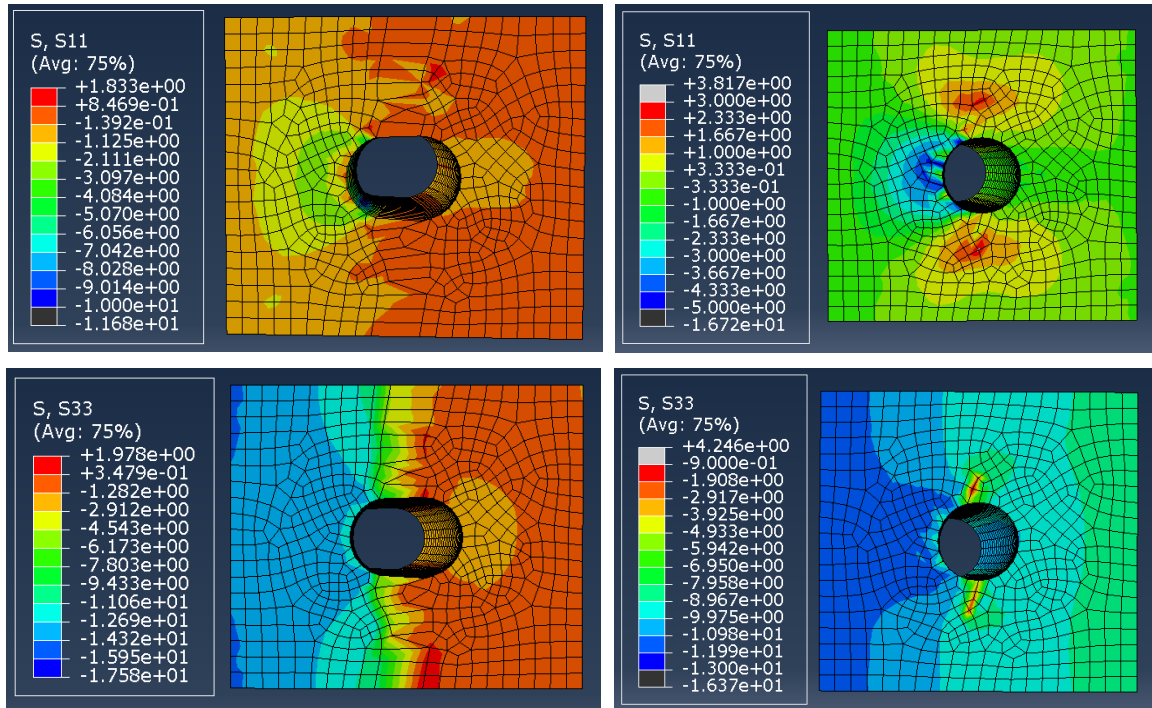 S, S11
(Avg: 75%)
+1.833e+00
+8.469e-01
-1.392e-01
-1.125e+00
-2.111e+00
-3.097e+00
-4.084e+00
-5.070e+00
-6.056e+00
-7.042e+00
-8.028e+00
-9.014e+00
-1.000e+01
-1.168e+01
S, S11
(Avg: 75%)
+3.817e+00
+3.000e+00
+2.333e+00
+1.667e+00
+1.000e+00
+3.333e-01
-3.333e-01
-1.000e+00
-1.667e+00
-2.333e+00
-3.000e+00
-3.667e+00
-4.333e+00
-5.000e+00
-1.672e+01
S, S33
(Avg: 75%)
+1.978e+00
+3.479e-01
-1.282e+00
-2.912e+00
-4.543e+00
-6.173e+00
-7.803e+00
-9.433e+00
-1.106e+01
-1.269e+01
-1.432e+01
-1.595e+01
-1.758e+01
S, S33
(Avg: 75%)
+4.246e+00
-9.000e-01
-1.908e+00
-2.917e+00
-3.925e+00
-4.933e+00
-5.942e+00
-6.950e+00
-7.958e+00
-8.967e+00
-9.975e+00
-1.098e+01
-1.199e+01
-1.300e+01
-1.637e+01